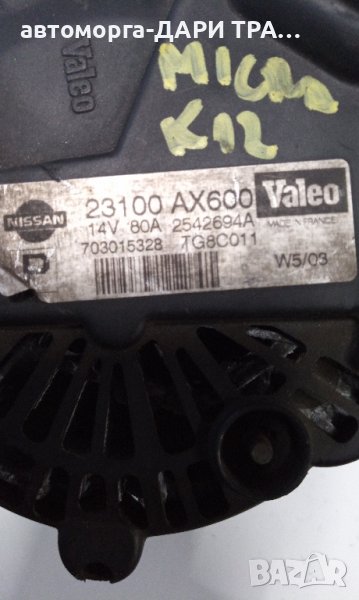 автоморга-ДАРИ ТРА...
Valeo
MICRA
K12
NISSAN
23100 AX600
Valeo
14V 80A 2542694A
MADE IN FRANCE
703015328 TG8C011
D
W5/03
BAZAR